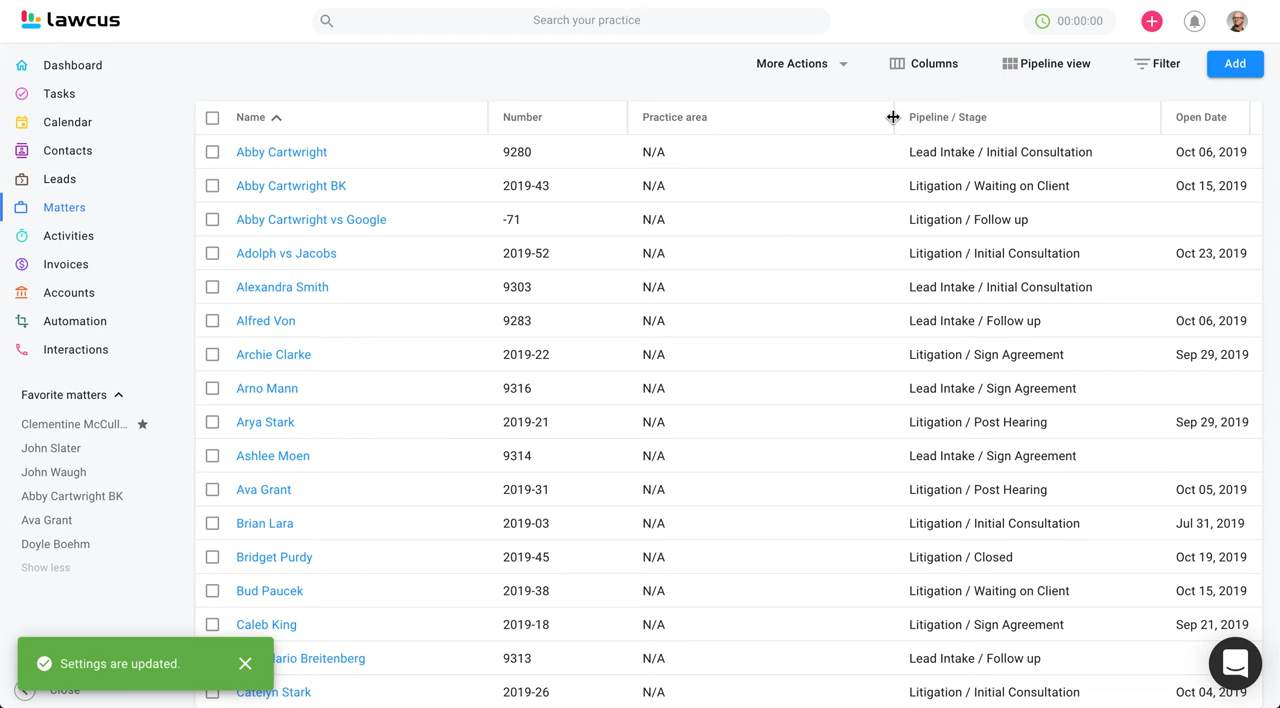 lawcus
Search your practice
00:00:00
Dashboard
Tasks
Calendar
Contacts
Leads
Matters
Activities
Invoices
Accounts
Automation
Interactions
Favorite matters
Clementine McCull...
John Slater
John Waugh
Abby Cartwright BK
Ava Grant
Doyle Boehm
Show less
Close
Settings are updated.
More Actions
Columns
Pipeline view
Filter
Add
Name Number Practice area Pipeline / Stage Open Date
Abby Cartwright 9280 N/A Lead Intake / Initial Consultation Oct 06, 2019
Abby Cartwright BK 2019-43 N/A Litigation / Waiting on Client Oct 15, 2019
Abby Cartwright vs Google -71 N/A Litigation / Follow up
Adolph vs Jacobs 2019-52 N/A Litigation / Initial Consultation Oct 23, 2019
Alexandra Smith 9303 N/A Lead Intake / Initial Consultation
Alfred Von 9283 N/A Lead Intake / Follow up Oct 06, 2019
Archie Clarke 2019-22 N/A Litigation / Sign Agreement Sep 29, 2019
Arno Mann 9316 N/A Lead Intake / Sign Agreement
Arya Stark 2019-21 N/A Litigation / Post Hearing Sep 29, 2019
Ashlee Moen 9314 N/A Lead Intake / Sign Agreement
Ava Grant 2019-31 N/A Litigation / Post Hearing Oct 05, 2019
Brian Lara 2019-03 N/A Litigation / Initial Consultation Jul 31, 2019
Bridget Purdy 2019-45 N/A Litigation / Closed Oct 19, 2019
Bud Paucek 2019-38 N/A Litigation / Waiting on Client Oct 15, 2019
Caleb King 2019-18 N/A Litigation / Sign Agreement Sep 21, 2019
Breitenberg 9313 N/A Lead Intake / Follow up
Catelyn Stark 2019-26 N/A Litigation / Initial Consultation Oct 04, 2019